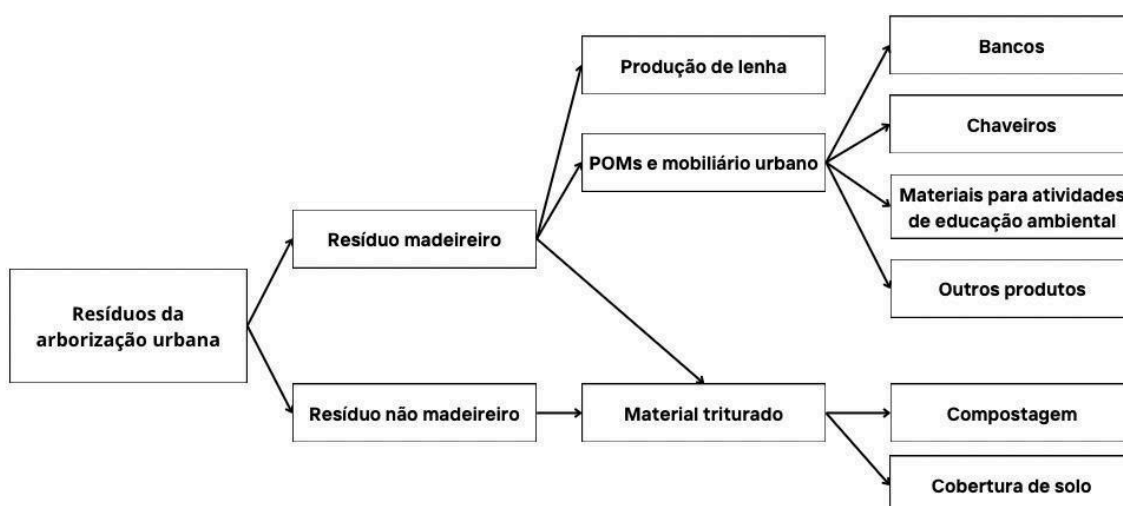 Resíduos da
arborização urbana
Resíduo madeireiro
Resíduo não madeireiro
Produção de lenha
POMs e mobiliário urbano
Material triturado
Bancos
Chaveiros
Materiais para atividades
de educação ambiental
Outros produtos
Compostagem
Cobertura de solo